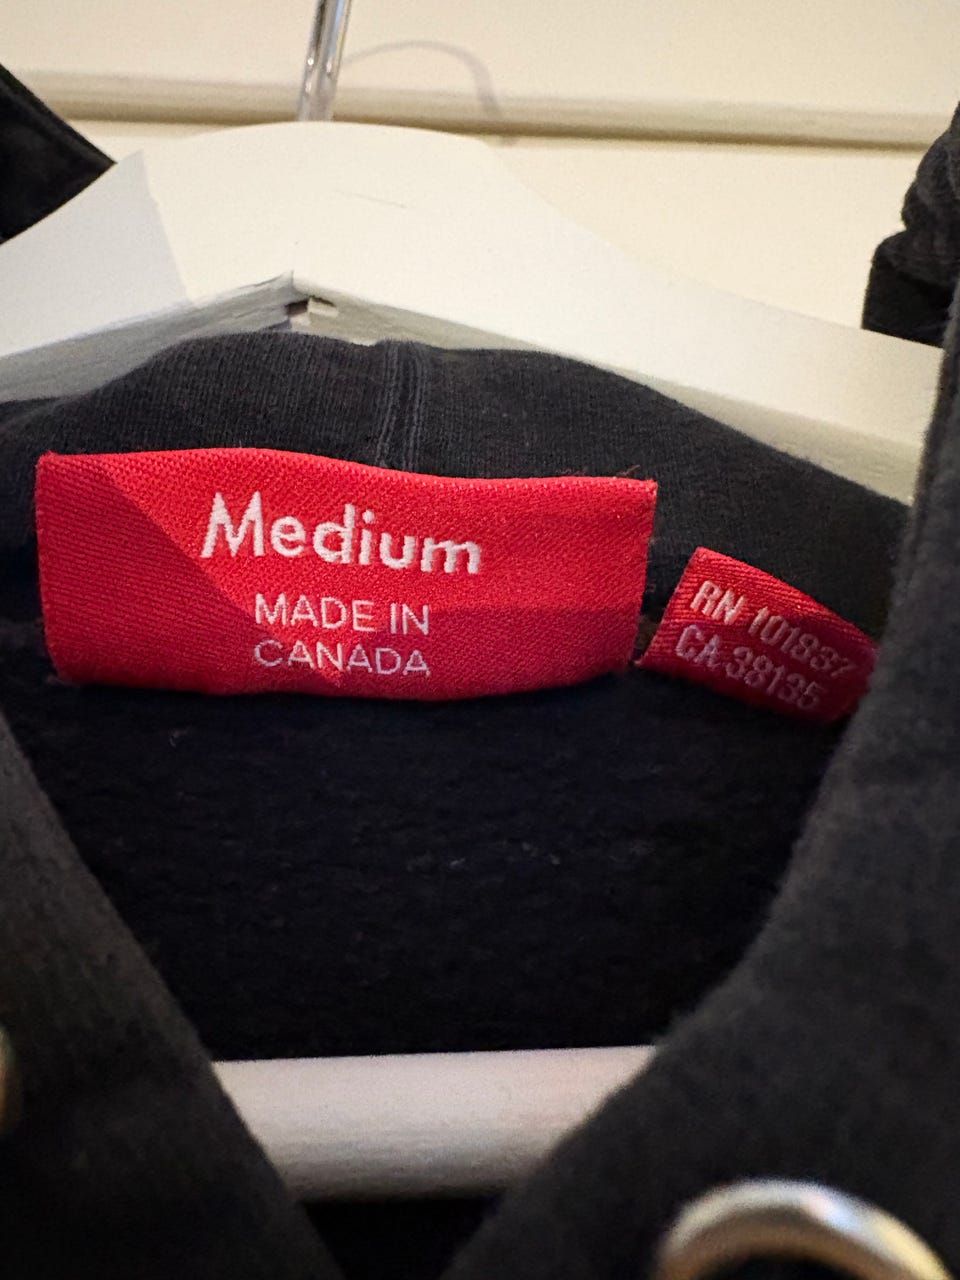 Medium
MADE IN
CANADA
RN 101837
CA 38135